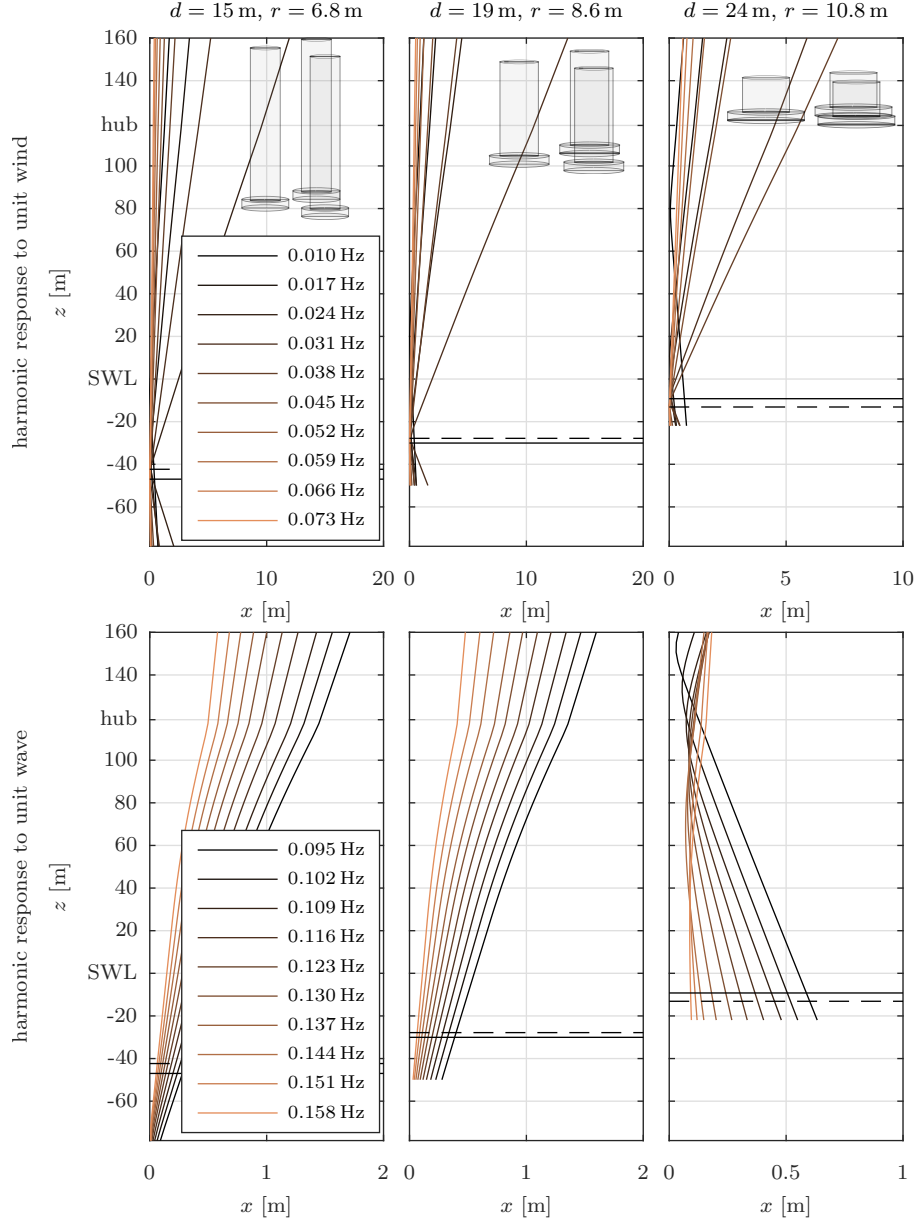 d = 15 m, r = 6.8 m
d = 19 m, r = 8.6 m
d = 24 m, r = 10.8 m
harmonic response to unit wind
z [m]
160
140
hub
100
80
60
40
20
SWL
-20
-40
-60
0.010 Hz
0.017 Hz
0.024 Hz
0.031 Hz
0.038 Hz
0.045 Hz
0.052 Hz
0.059 Hz
0.066 Hz
0.073 Hz
0 10 20
0 10 20
0 5 10
x [m]
x [m]
x [m]
harmonic response to unit wave
z [m]
160
140
hub
100
80
60
40
20
SWL
-20
-40
-60
0.095 Hz
0.102 Hz
0.109 Hz
0.116 Hz
0.123 Hz
0.130 Hz
0.137 Hz
0.144 Hz
0.151 Hz
0.158 Hz
0 1 2
0 1 2
0 0.5 1
x [m]
x [m]
x [m]